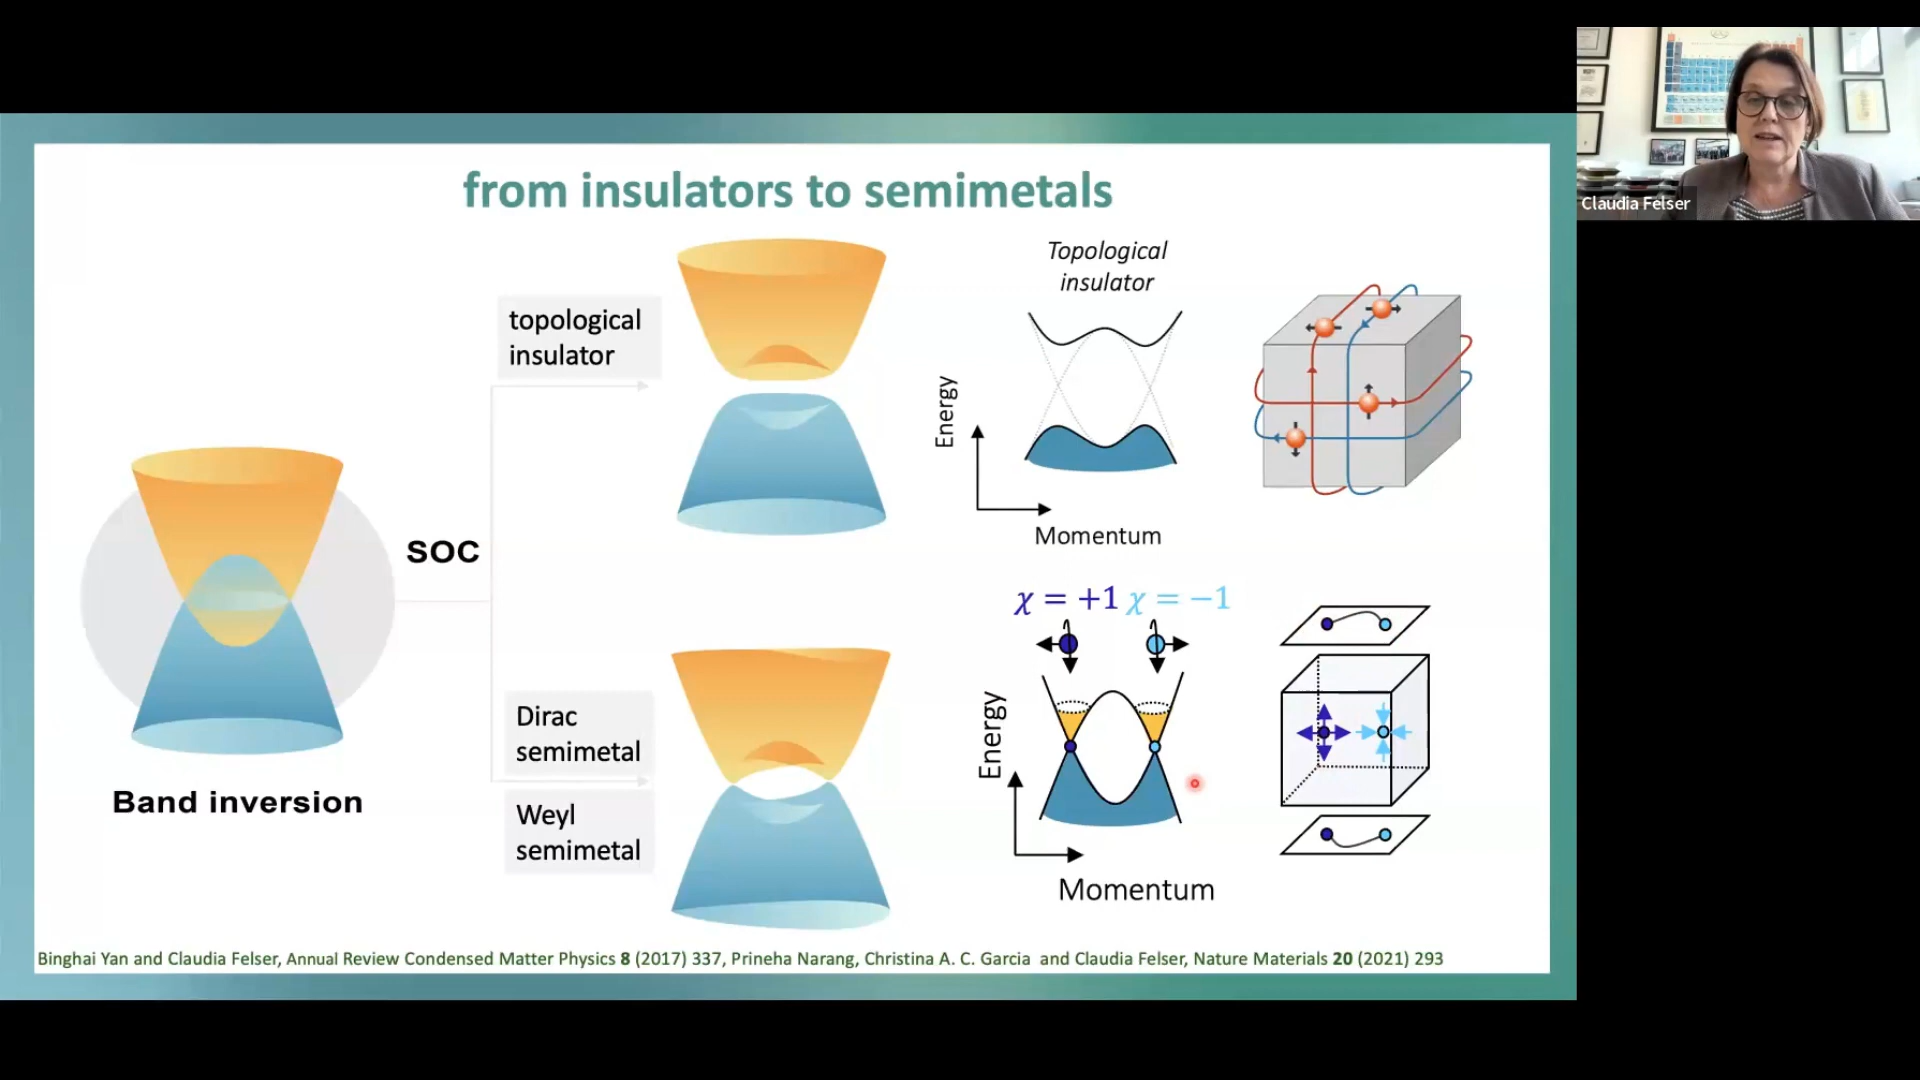 from insulators to semimetals
Claudia Felser
topological
insulator
Topological
insulator
Energy
Momentum
SOC
Band inversion
Dirac
semimetal
Weyl
semimetal
χ = +1 χ = −1
Energy
Momentum
Binghai Yan and Claudia Felser, Annual Review Condensed Matter Physics 8 (2017) 337, Prineha Narang, Christina A. C. Garcia and Claudia Felser, Nature Materials 20 (2021) 293